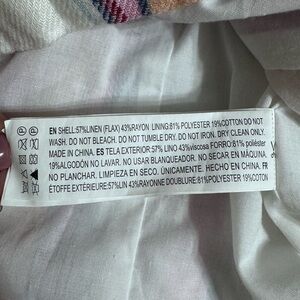 EN SHELL:57%LINEN (FLAX) 43%RAYON LINING:81% POLYESTER 19%COTTON DO NOT
WASH. DO NOT BLEACH. DO NOT TUMBLE DRY. DO NOT IRON. DRY CLEAN ONLY.
MADE IN CHINA. ES TELA EXTERIOR:57% LINO 43%viscosa FORRO:81% poliéster
19%ALGODÓN NO LAVAR. NO USAR BLANQUEADOR. NO SECAR EN MÁQUINA.
NO PLANCHAR. LIMPIEZA EN SECO. ÚNICAMENTE. HECHO EN CHINA. FR
ÉTOFFE EXTÉRIEURE:57%LIN 43%RAYONNE DOUBLURE:81%POLYESTER 19%COTON